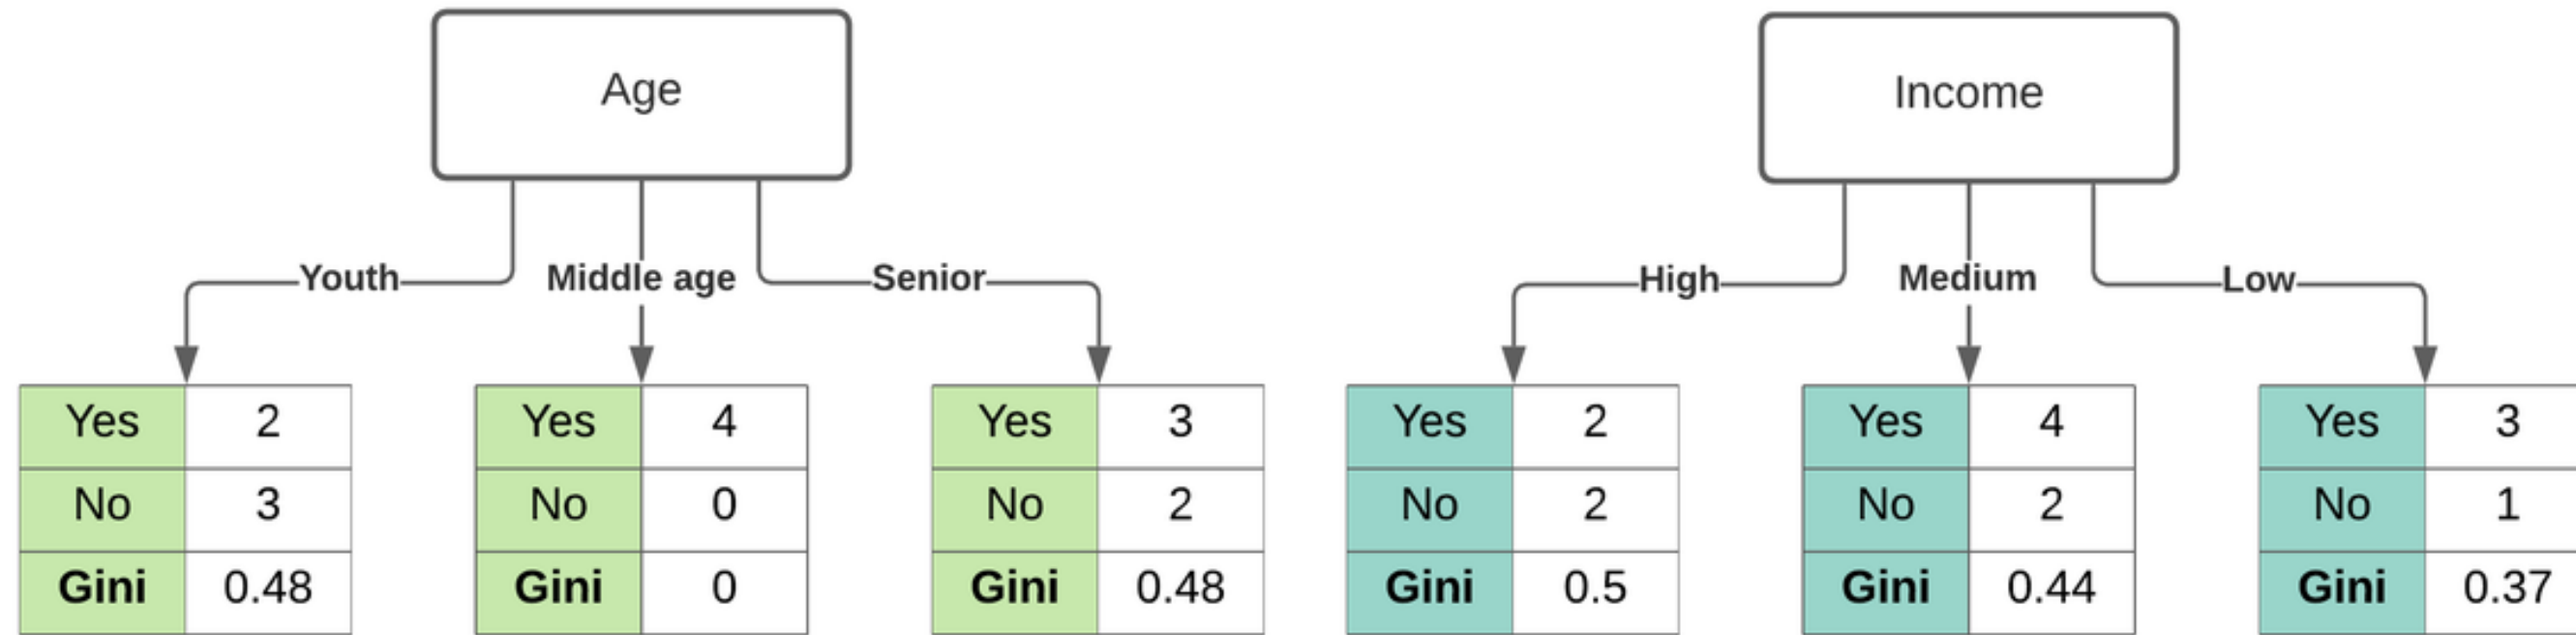 Age
Income
Youth
Middle age
Senior
High
Medium
Low
Yes 2
Yes 4
Yes 3
Yes 2
Yes 4
Yes 3
No 3
No 0
No 2
No 2
No 2
No 1
Gini 0.48
Gini 0
Gini 0.48
Gini 0.5
Gini 0.44
Gini 0.37